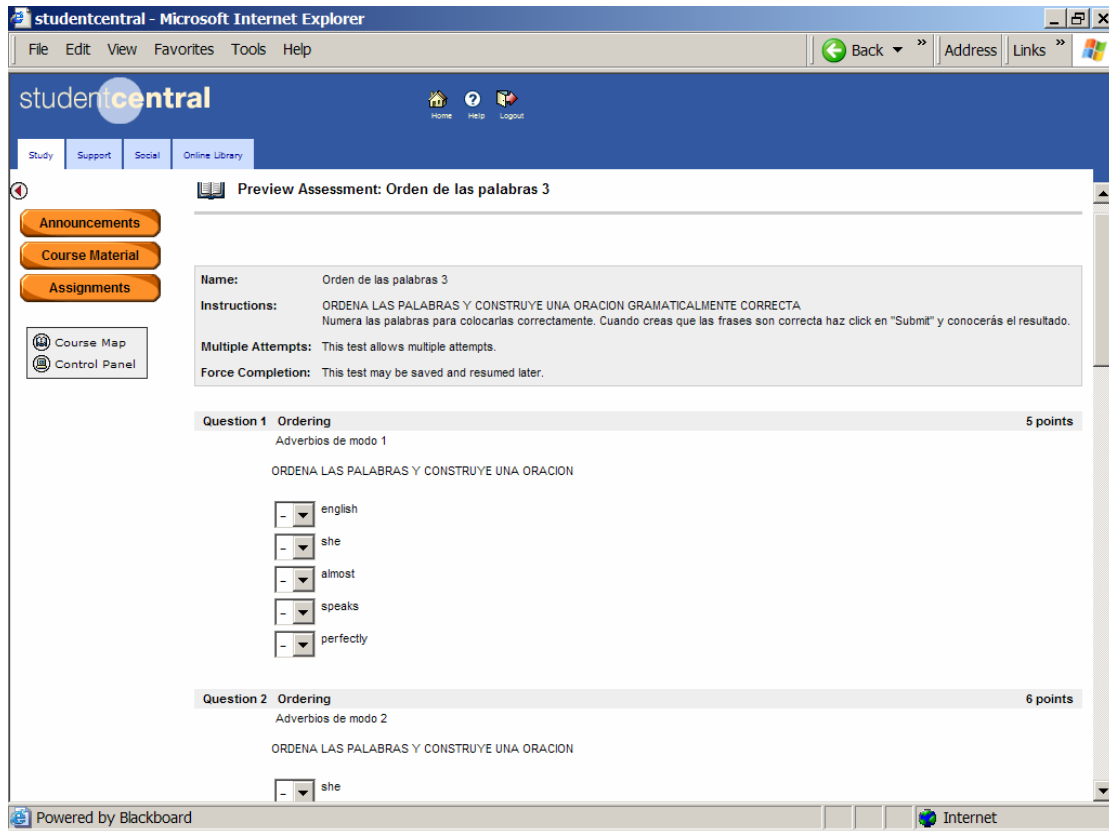 studentcentral - Microsoft Internet Explorer
File Edit View Favorites Tools Help
Back » Address Links »
studentcentral
Home Help Logout
Study Support Social Online Library
Preview Assessment: Orden de las palabras 3
Announcements
Course Material
Assignments
Course Map
Control Panel
Name: Orden de las palabras 3
Instructions: ORDENA LAS PALABRAS Y CONSTRUYE UNA ORACION GRAMATICALMENTE CORRECTA
Numera las palabras para colocarlas correctamente. Cuando creas que las frases son correcta haz click en "Submit" y conocerás el resultado.
Multiple Attempts: This test allows multiple attempts.
Force Completion: This test may be saved and resumed later.
Question 1 Ordering 5 points
Adverbios de modo 1
ORDENA LAS PALABRAS Y CONSTRUYE UNA ORACION
- english
- she
- almost
- speaks
- perfectly
Question 2 Ordering 6 points
Adverbios de modo 2
ORDENA LAS PALABRAS Y CONSTRUYE UNA ORACION
- she
Powered by Blackboard Internet